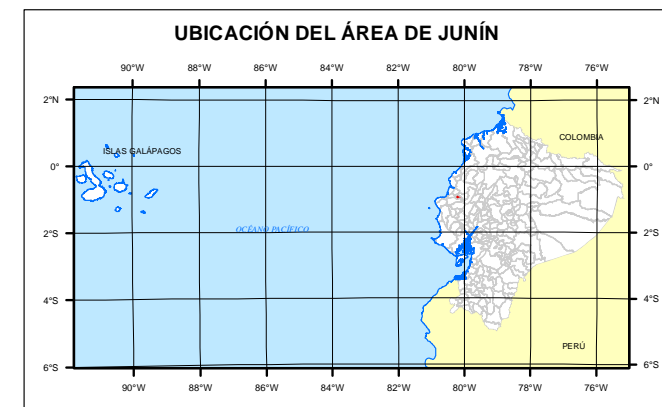 UBICACIÓN DEL ÁREA DE JUNÍN
90°W 88°W 86°W 84°W 82°W 80°W 78°W 76°W
2°N 2°N
COLOMBIA
ISLAS GALÁPAGOS
0° 0°
OCÉANO PACÍFICO
2°S 2°S
4°S 4°S
PERÚ
6°S 6°S
90°W 88°W 86°W 84°W 82°W 80°W 78°W 76°W